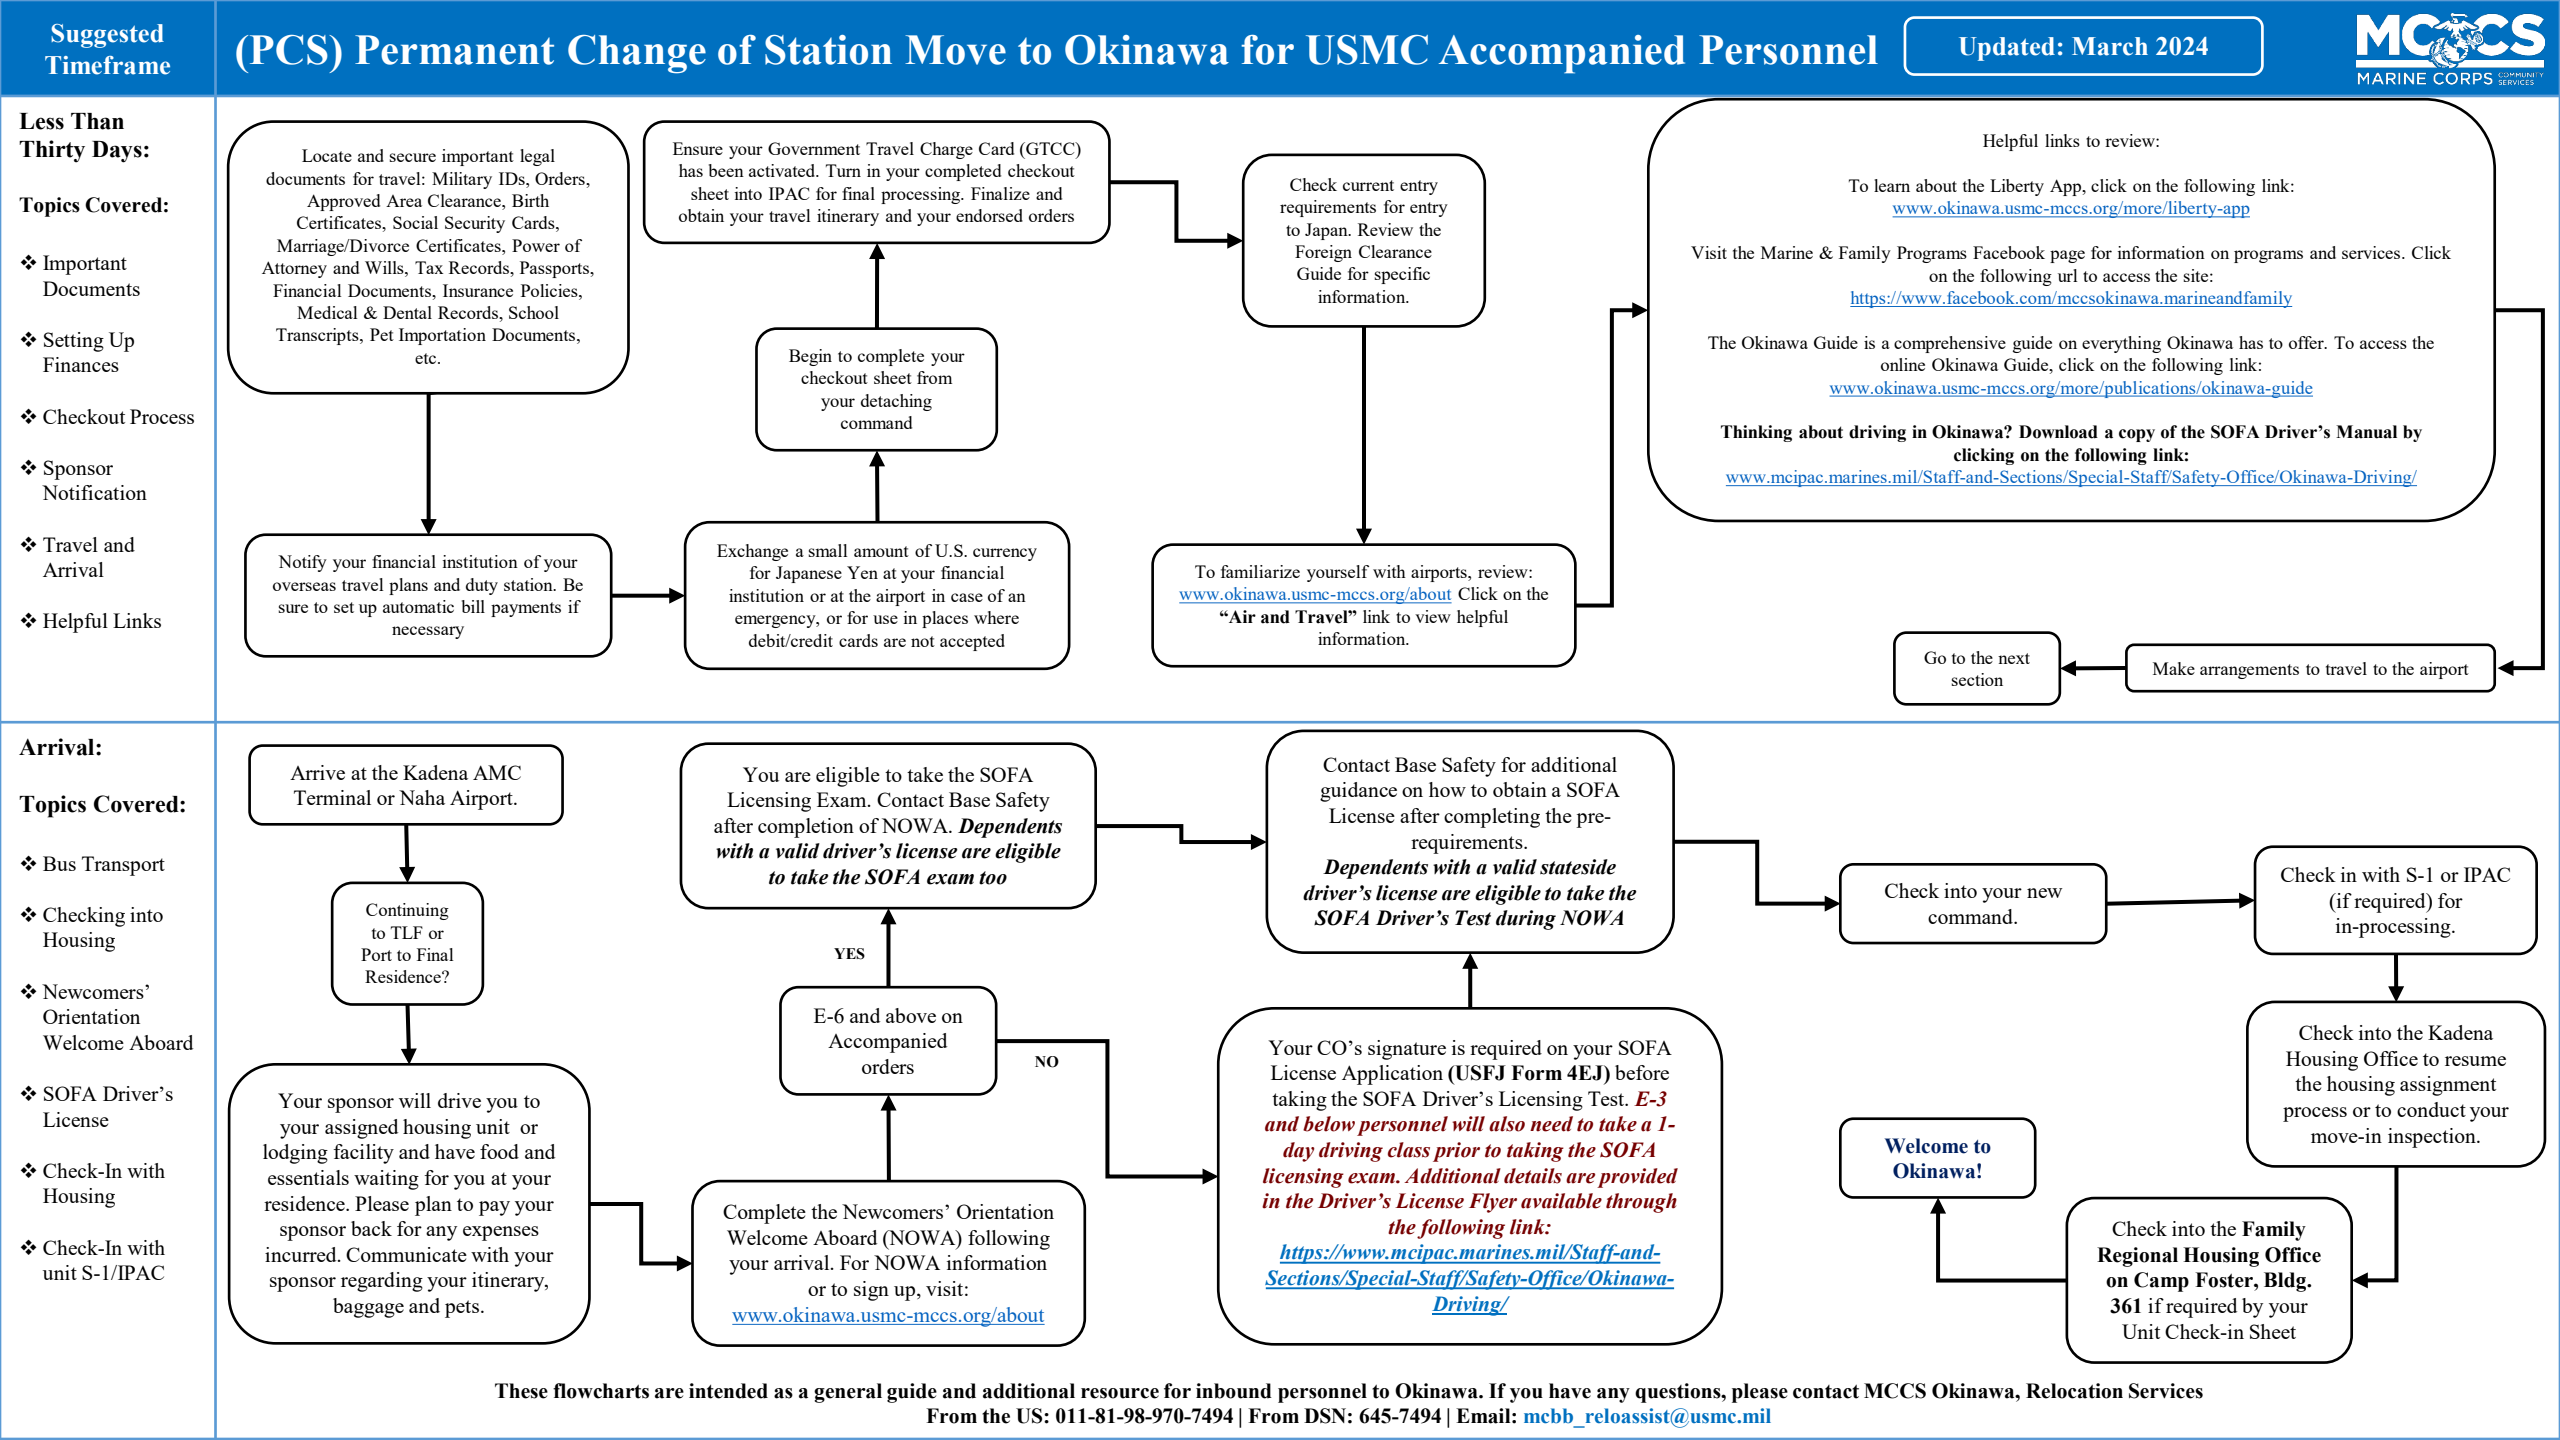 Suggested
Timeframe
(PCS) Permanent Change of Station Move to Okinawa for USMC Accompanied Personnel
Updated: March 2024
MCCS
MARINE CORPS COMMUNITY
SERVICES
Less Than
Thirty Days:
Topics Covered:
❖ Important
Documents
❖ Setting Up
Finances
❖ Checkout Process
❖ Sponsor
Notification
❖ Travel and
Arrival
❖ Helpful Links
Locate and secure important legal
documents for travel: Military IDs, Orders,
Approved Area Clearance, Birth
Certificates, Social Security Cards,
Marriage/Divorce Certificates, Power of
Attorney and Wills, Tax Records, Passports,
Financial Documents, Insurance Policies,
Medical & Dental Records, School
Transcripts, Pet Importation Documents,
etc.
Notify your financial institution of your
overseas travel plans and duty station. Be
sure to set up automatic bill payments if
necessary
Exchange a small amount of U.S. currency
for Japanese Yen at your financial
institution or at the airport in case of an
emergency, or for use in places where
debit/credit cards are not accepted
Begin to complete your
checkout sheet from
your detaching
command
Ensure your Government Travel Charge Card (GTCC)
has been activated. Turn in your completed checkout
sheet into IPAC for final processing. Finalize and
obtain your travel itinerary and your endorsed orders
Check current entry
requirements for entry
to Japan. Review the
Foreign Clearance
Guide for specific
information.
To familiarize yourself with airports, review:
www.okinawa.usmc-mccs.org/about Click on the
“Air and Travel” link to view helpful
information.
Helpful links to review:
To learn about the Liberty App, click on the following link:
www.okinawa.usmc-mccs.org/more/liberty-app
Visit the Marine & Family Programs Facebook page for information on programs and services. Click
on the following url to access the site:
https://www.facebook.com/mccsokinawa.marineandfamily
The Okinawa Guide is a comprehensive guide on everything Okinawa has to offer. To access the
online Okinawa Guide, click on the following link:
www.okinawa.usmc-mccs.org/more/publications/okinawa-guide
Thinking about driving in Okinawa? Download a copy of the SOFA Driver’s Manual by
clicking on the following link:
www.mcipac.marines.mil/Staff-and-Sections/Special-Staff/Safety-Office/Okinawa-Driving/
Make arrangements to travel to the airport
Go to the next
section
Arrival:
Topics Covered:
❖ Bus Transport
❖ Checking into
Housing
❖ Newcomers’
Orientation
Welcome Aboard
❖ SOFA Driver’s
License
❖ Check-In with
Housing
❖ Check-In with
unit S-1/IPAC
Arrive at the Kadena AMC
Terminal or Naha Airport.
Continuing
to TLF or
Port to Final
Residence?
Your sponsor will drive you to
your assigned housing unit or
lodging facility and have food and
essentials waiting for you at your
residence. Please plan to pay your
sponsor back for any expenses
incurred. Communicate with your
sponsor regarding your itinerary,
baggage and pets.
Complete the Newcomers’ Orientation
Welcome Aboard (NOWA) following
your arrival. For NOWA information
or to sign up, visit:
www.okinawa.usmc-mccs.org/about
E-6 and above on
Accompanied
orders
YES
NO
You are eligible to take the SOFA
Licensing Exam. Contact Base Safety
after completion of NOWA. Dependents
with a valid driver’s license are eligible
to take the SOFA exam too
Your CO’s signature is required on your SOFA
License Application (USFJ Form 4EJ) before
taking the SOFA Driver’s Licensing Test. E-3
and below personnel will also need to take a 1-
day driving class prior to taking the SOFA
licensing exam. Additional details are provided
in the Driver’s License Flyer available through
the following link:
https://www.mcipac.marines.mil/Staff-and-
Sections/Special-Staff/Safety-Office/Okinawa-
Driving/
Contact Base Safety for additional
guidance on how to obtain a SOFA
License after completing the pre-
requirements.
Dependents with a valid stateside
driver’s license are eligible to take the
SOFA Driver’s Test during NOWA
Check into your new
command.
Check in with S-1 or IPAC
(if required) for
in-processing.
Check into the Kadena
Housing Office to resume
the housing assignment
process or to conduct your
move-in inspection.
Check into the Family
Regional Housing Office
on Camp Foster, Bldg.
361 if required by your
Unit Check-in Sheet
Welcome to
Okinawa!
These flowcharts are intended as a general guide and additional resource for inbound personnel to Okinawa. If you have any questions, please contact MCCS Okinawa, Relocation Services
From the US: 011-81-98-970-7494 | From DSN: 645-7494 | Email: mcbb_reloassist@usmc.mil